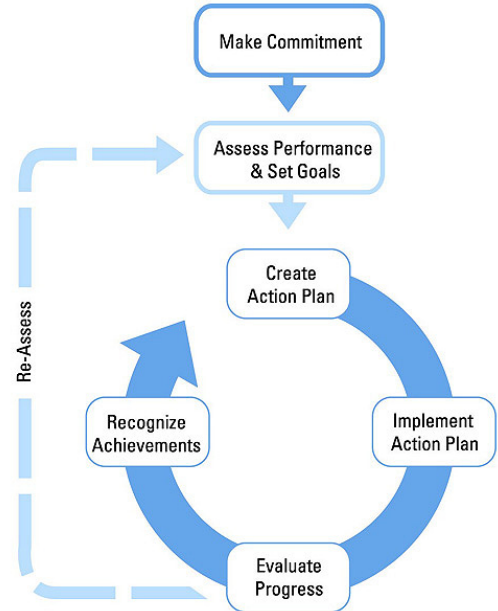 Make Commitment
Assess Performance
& Set Goals
Create
Action Plan
Implement
Action Plan
Evaluate
Progress
Recognize
Achievements
Re-Assess